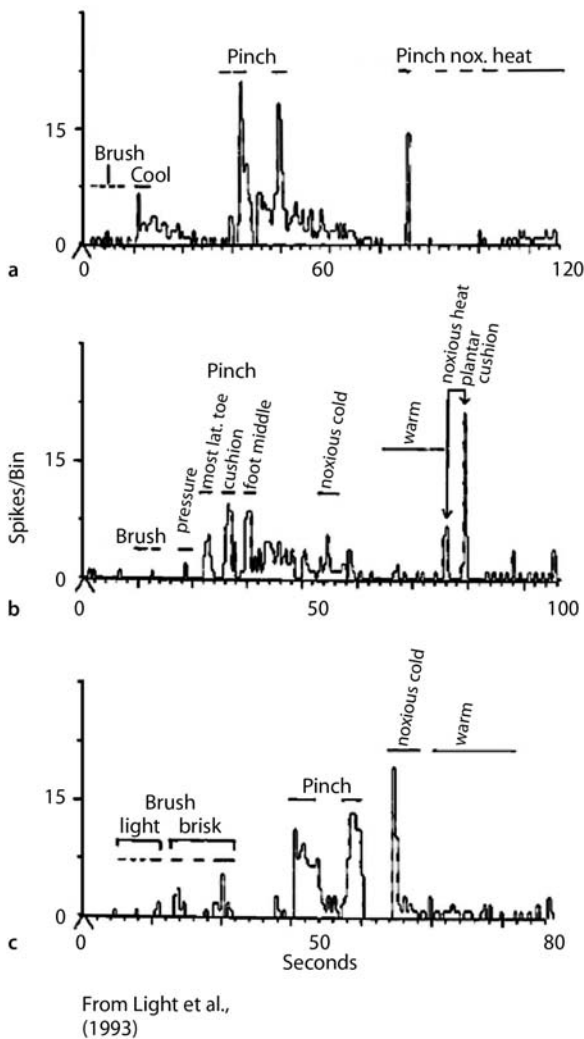 Pinch
Pinch nox. heat
15
Brush
Cool
0
a
0
60
120
noxious heat
plantar
cushion
Pinch
most lat. toe
cushion
foot middle
noxious cold
warm
15
Spikes/Bin
pressure
Brush
0
b
0
50
100
noxious cold
warm
15
Pinch
Brush
light
brisk
0
c
0
50
80
Seconds
From Light et al.,
(1993)